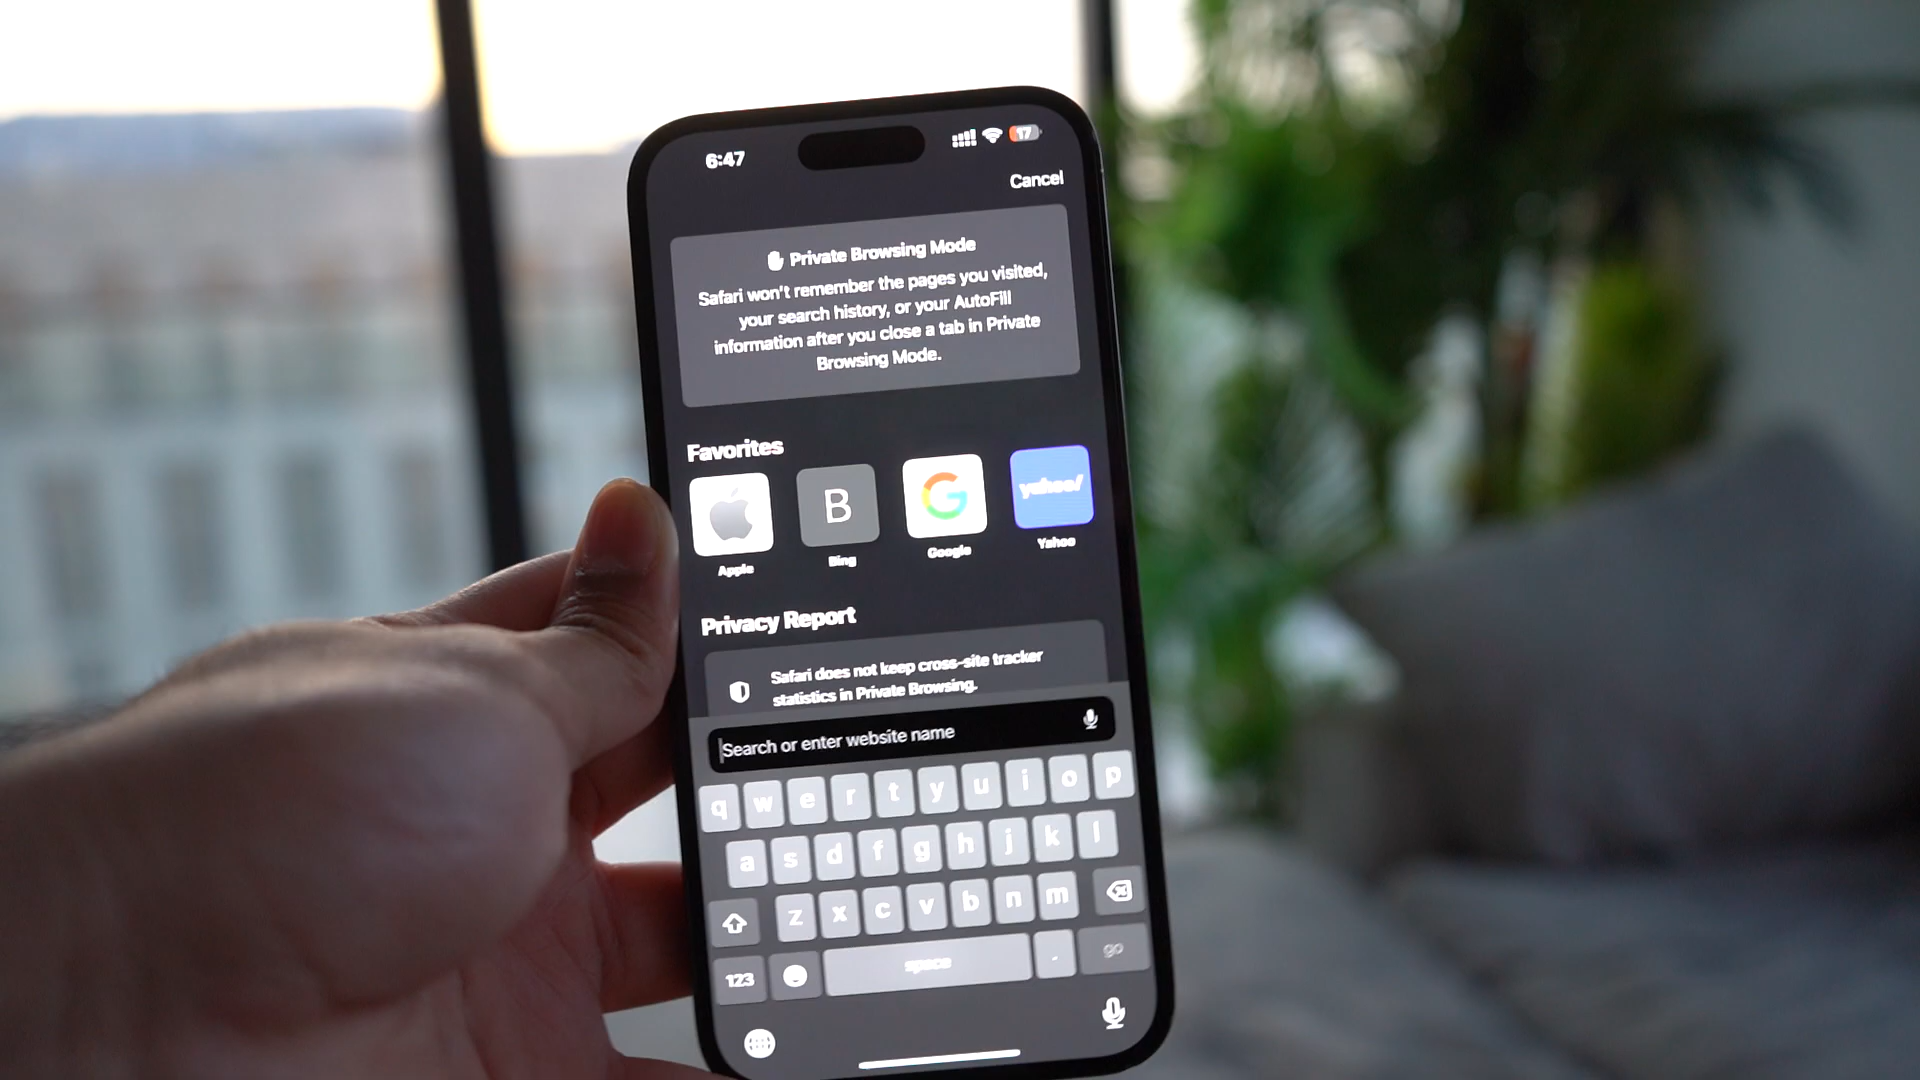 6:47
17
Cancel
Private Browsing Mode
Safari won't remember the pages you visited,
your search history, or your AutoFill
information after you close a tab in Private
Browsing Mode.
Favorites
B
G
yahoo/
Apple
Bing
Google
Yahoo
Privacy Report
Safari does not keep cross-site tracker
statistics in Private Browsing.
Search or enter website name
q w e r t y u i o p
a s d f g h j k l
z x c v b n m
123 space . go